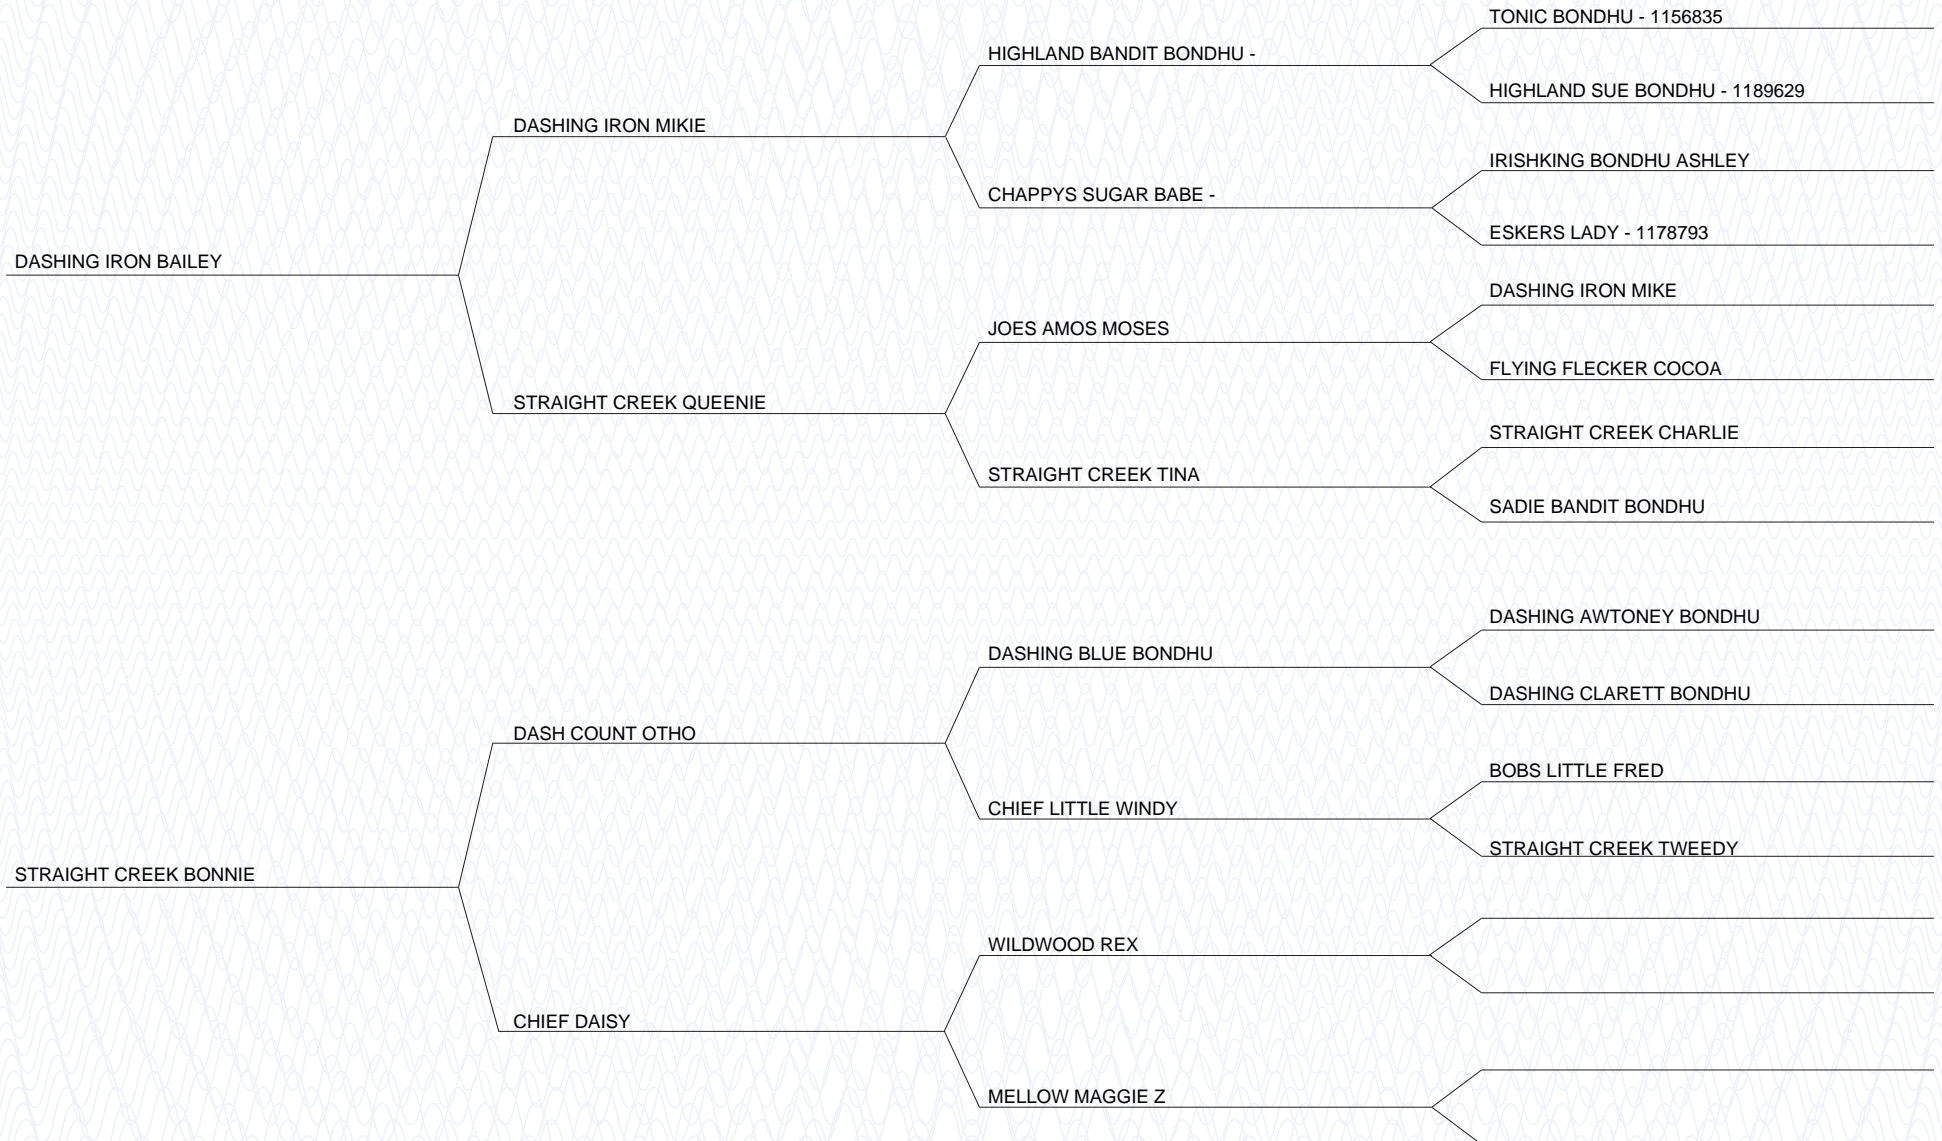 TONIC BONDHU - 1156835
HIGHLAND BANDIT BONDHU -
HIGHLAND SUE BONDHU - 1189629
DASHING IRON MIKIE
IRISHKING BONDHU ASHLEY
CHAPPYS SUGAR BABE -
ESKERS LADY - 1178793
DASHING IRON BAILEY
DASHING IRON MIKE
JOES AMOS MOSES
FLYING FLECKER COCOA
STRAIGHT CREEK QUEENIE
STRAIGHT CREEK CHARLIE
STRAIGHT CREEK TINA
SADIE BANDIT BONDHU
DASHING AWTONEY BONDHU
DASHING BLUE BONDHU
DASHING CLARETT BONDHU
DASH COUNT OTHO
BOBS LITTLE FRED
CHIEF LITTLE WINDY
STRAIGHT CREEK TWEEDY
STRAIGHT CREEK BONNIE
WILDWOOD REX
CHIEF DAISY
MELLOW MAGGIE Z